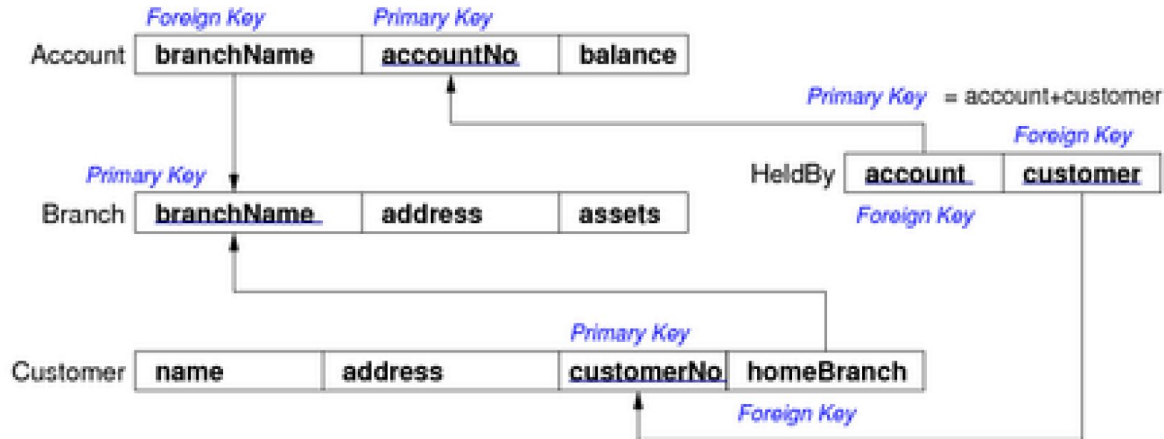 Foreign Key Primary Key
Account branchName accountNo balance
Primary Key = account+customer
Foreign Key
Primary Key HeldBy account customer
Branch branchName address assets Foreign Key
Primary Key
Customer name address customerNo homeBranch
Foreign Key